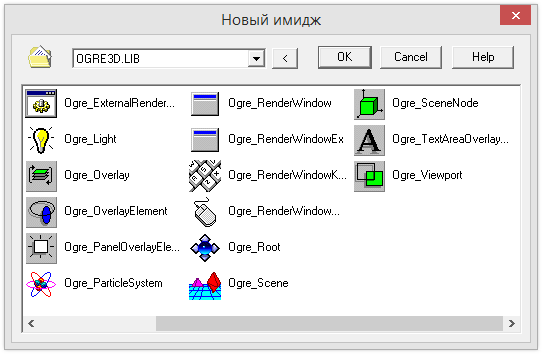 Новый имидж
OGRE3D.LIB
<
OK
Cancel
Help
Ogre_ExternalRender...
Ogre_Light
Ogre_Overlay
Ogre_OverlayElement
Ogre_PanelOverlayEle...
Ogre_ParticleSystem
Ogre_RenderWindow
Ogre_RenderWindowEx
Ogre_RenderWindowK...
Ogre_RenderWindow...
Ogre_Root
Ogre_Scene
Ogre_SceneNode
Ogre_TextAreaOverlay...
Ogre_Viewport